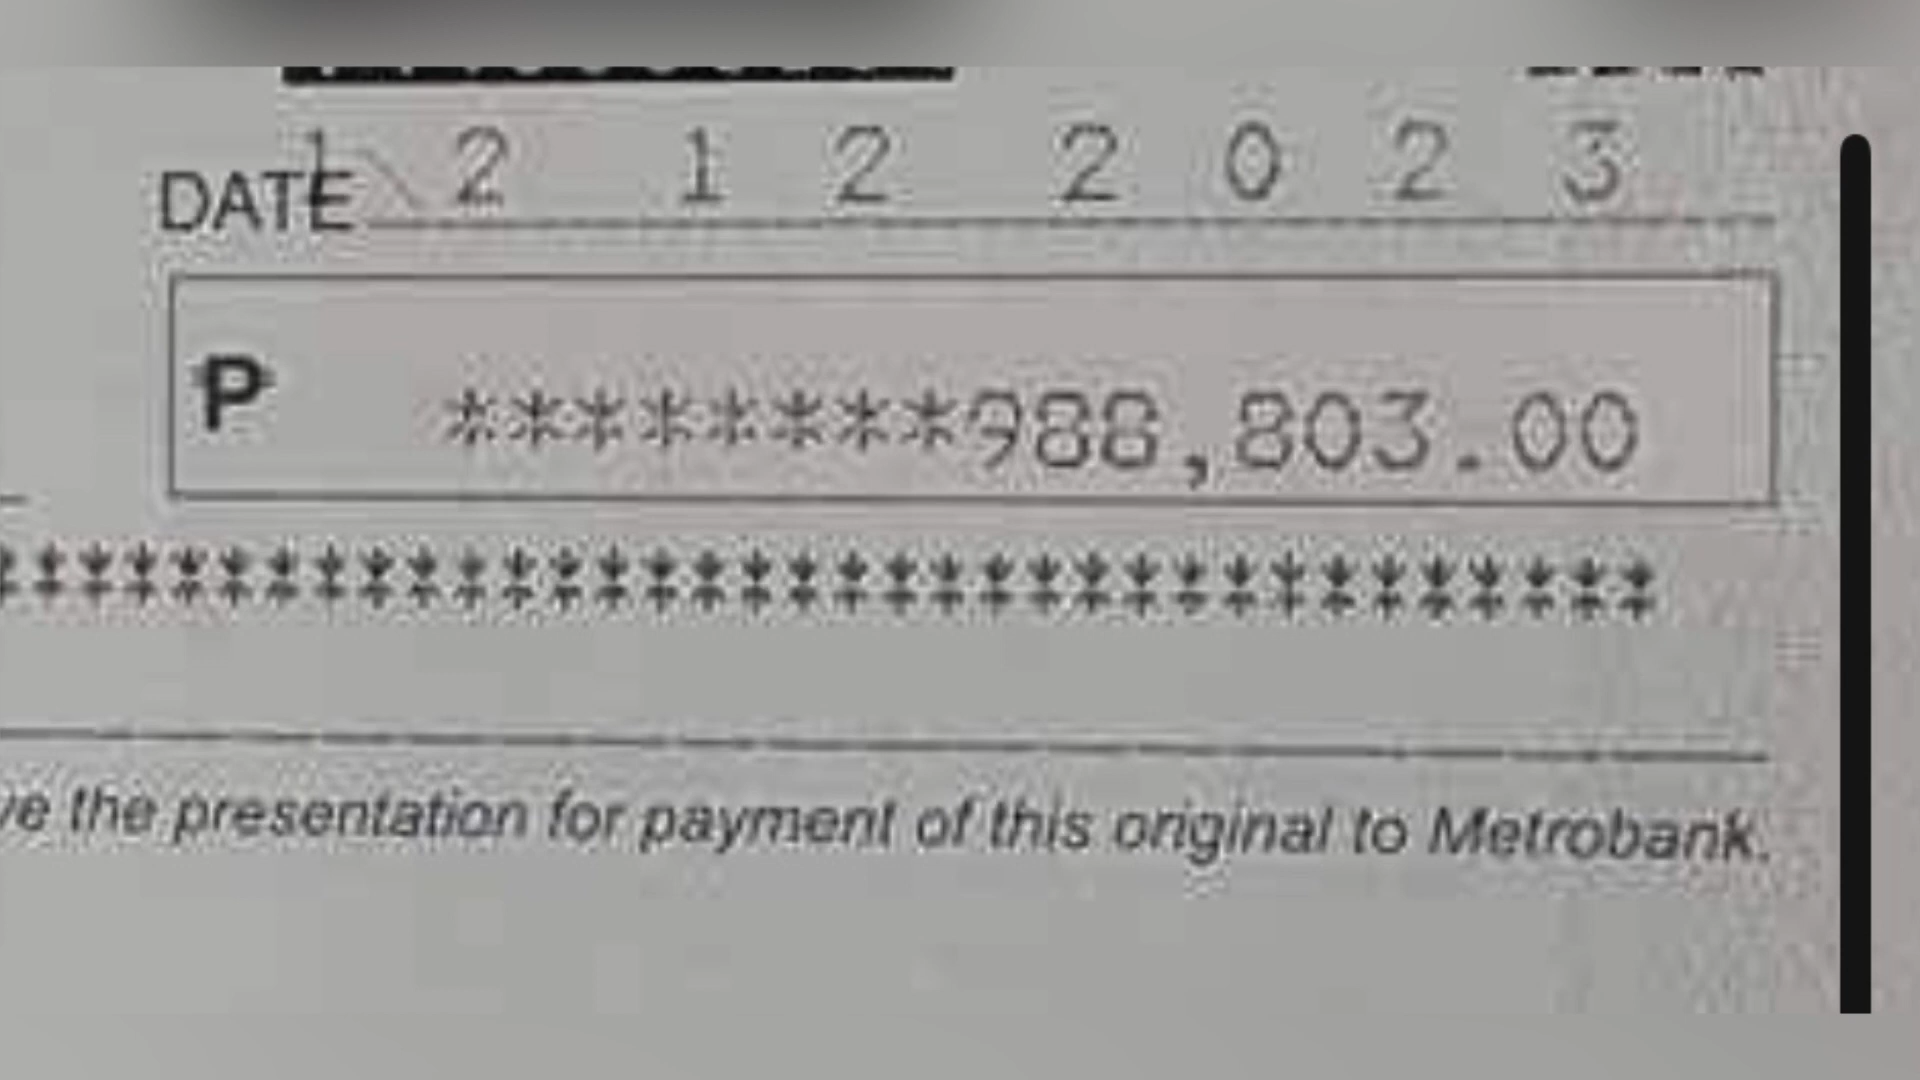 1 2 1 2 2 0 2 3
DATE
P ********988,803.00
***********************************
ve the presentation for payment of this original to Metrobank.